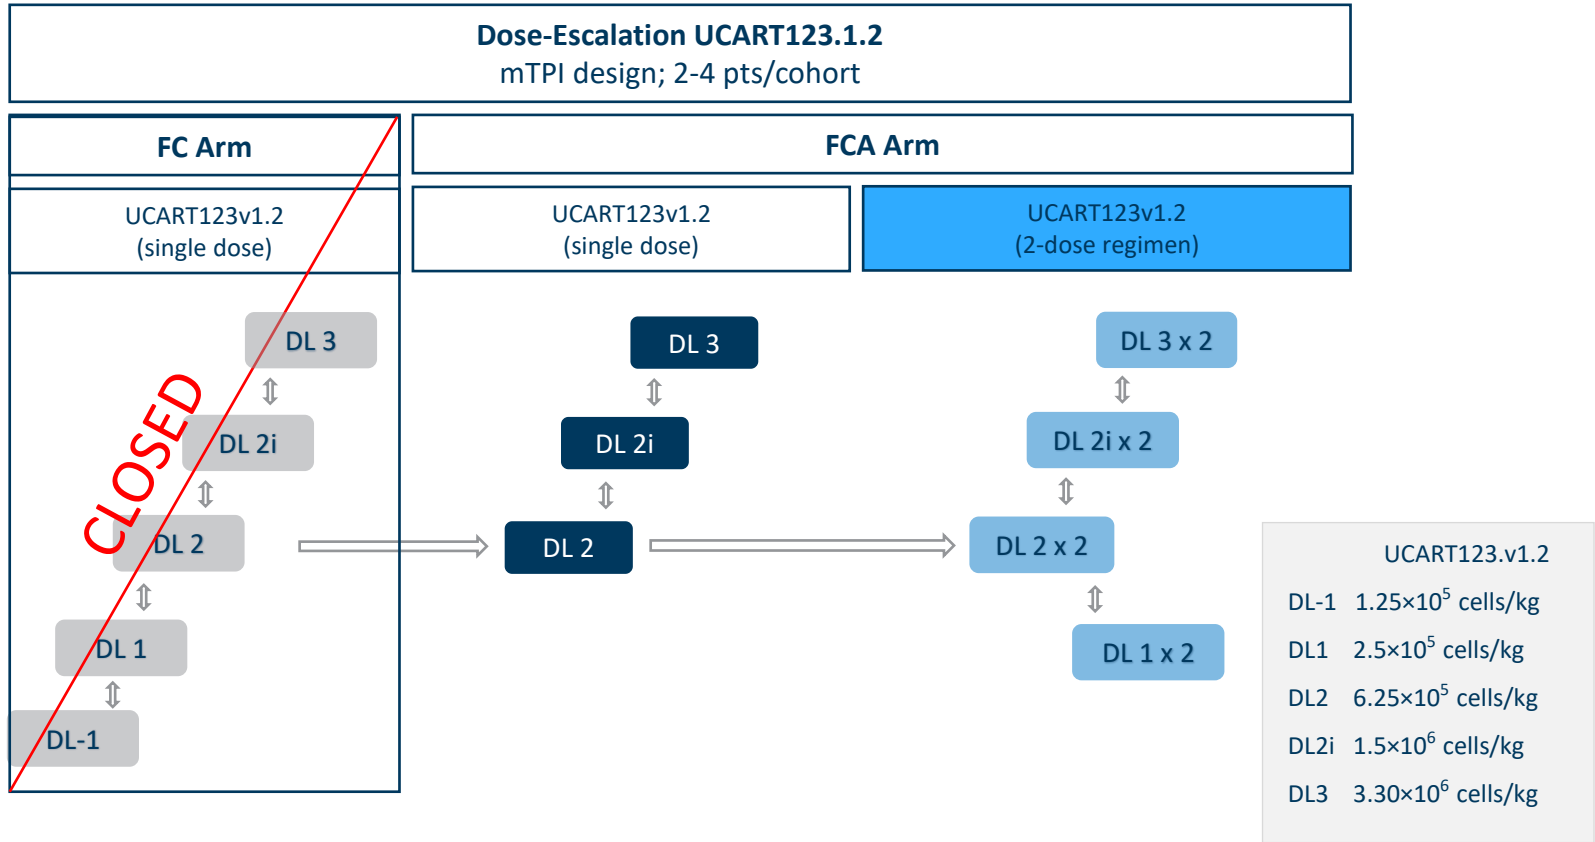 Dose-Escalation UCART123.1.2
mTPI design; 2-4 pts/cohort
FC Arm
FCA Arm
UCART123v1.2
(single dose)
UCART123v1.2
(single dose)
UCART123v1.2
(2-dose regimen)
CLOSED
DL 3
DL 2i
DL 2
DL 1
DL-1
DL 3
DL 2i
DL 2
DL 3 x 2
DL 2i x 2
DL 2 x 2
DL 1 x 2
UCART123.v1.2
DL-1 1.25×10⁵ cells/kg
DL1 2.5×10⁵ cells/kg
DL2 6.25×10⁵ cells/kg
DL2i 1.5×10⁶ cells/kg
DL3 3.30×10⁶ cells/kg